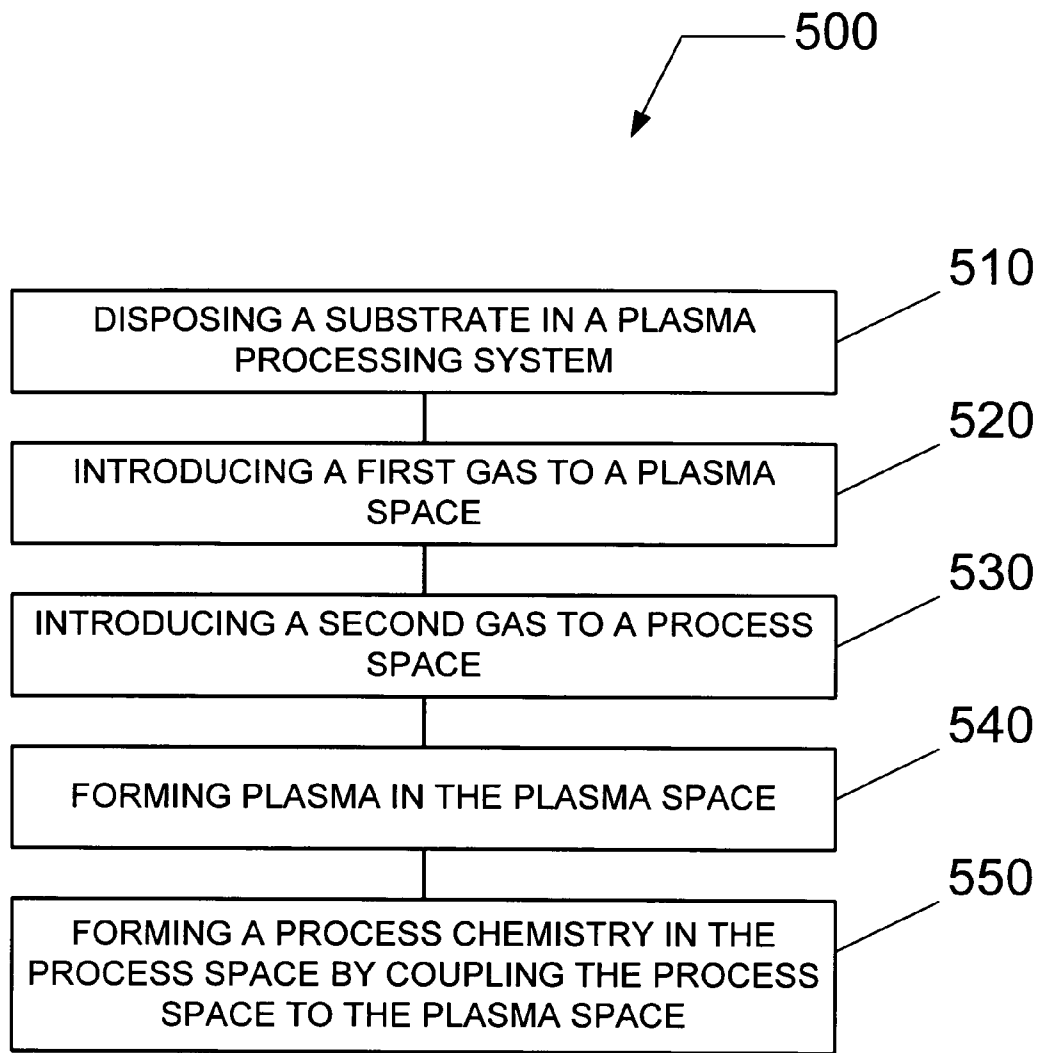 500
510
DISPOSING A SUBSTRATE IN A PLASMA
PROCESSING SYSTEM
520
INTRODUCING A FIRST GAS TO A PLASMA
SPACE
530
INTRODUCING A SECOND GAS TO A PROCESS
SPACE
540
FORMING PLASMA IN THE PLASMA SPACE
550
FORMING A PROCESS CHEMISTRY IN THE
PROCESS SPACE BY COUPLING THE PROCESS
SPACE TO THE PLASMA SPACE